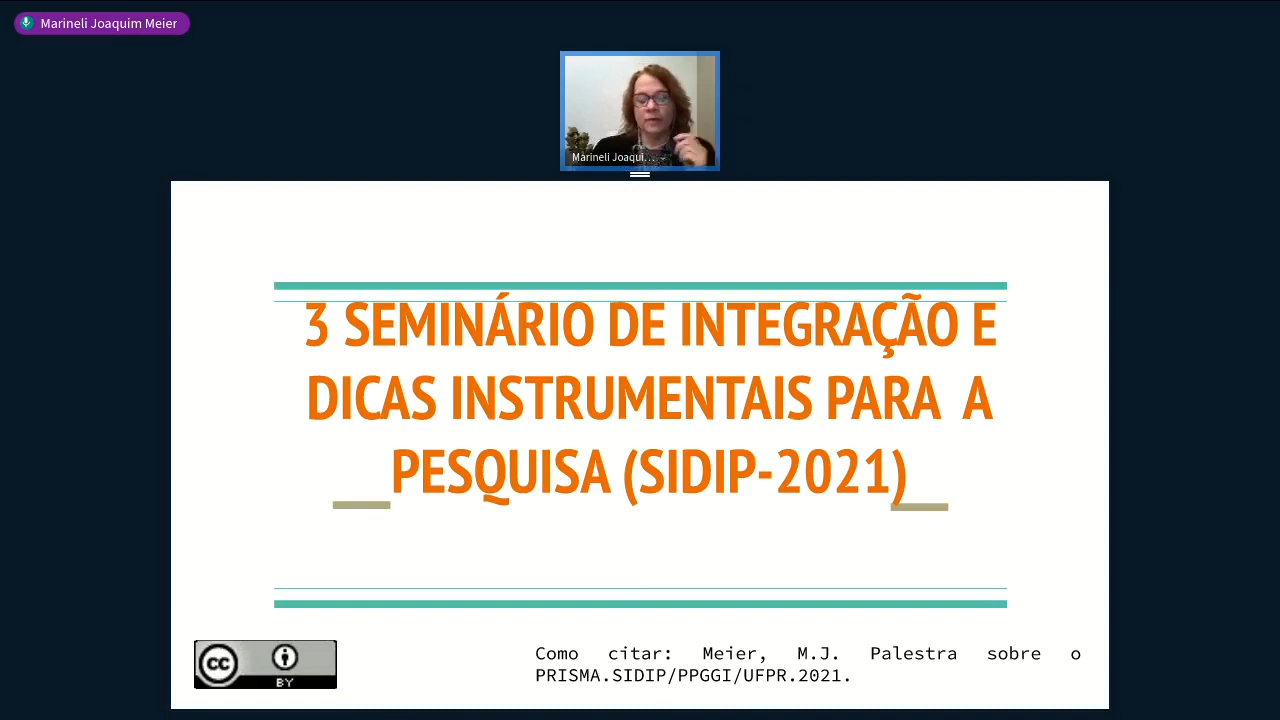 Marineli Joaquim Meier
Marineli Joaqui...
3 SEMINÁRIO DE INTEGRAÇÃO E
DICAS INSTRUMENTAIS PARA A
PESQUISA (SIDIP-2021)
cc
BY
Como citar: Meier, M.J. Palestra sobre o
PRISMA.SIDIP/PPGGI/UFPR.2021.